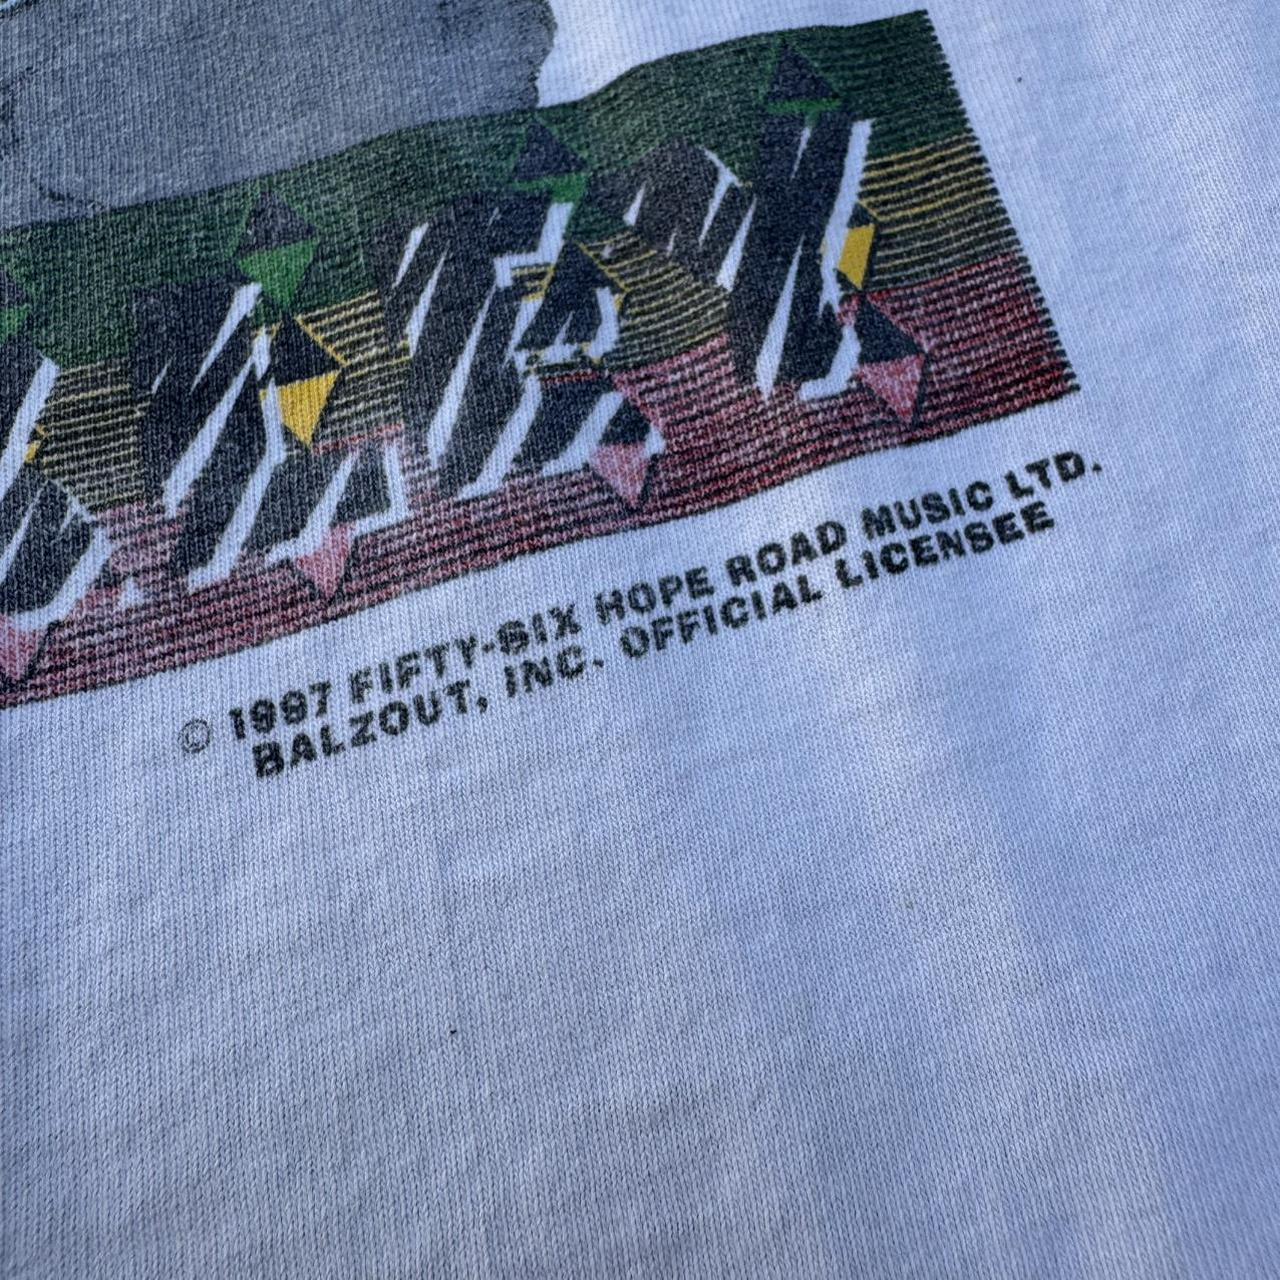 © 1997 FIFTY-SIX HOPE ROAD MUSIC LTD.
BALZOUT, INC. OFFICIAL LICENSEE